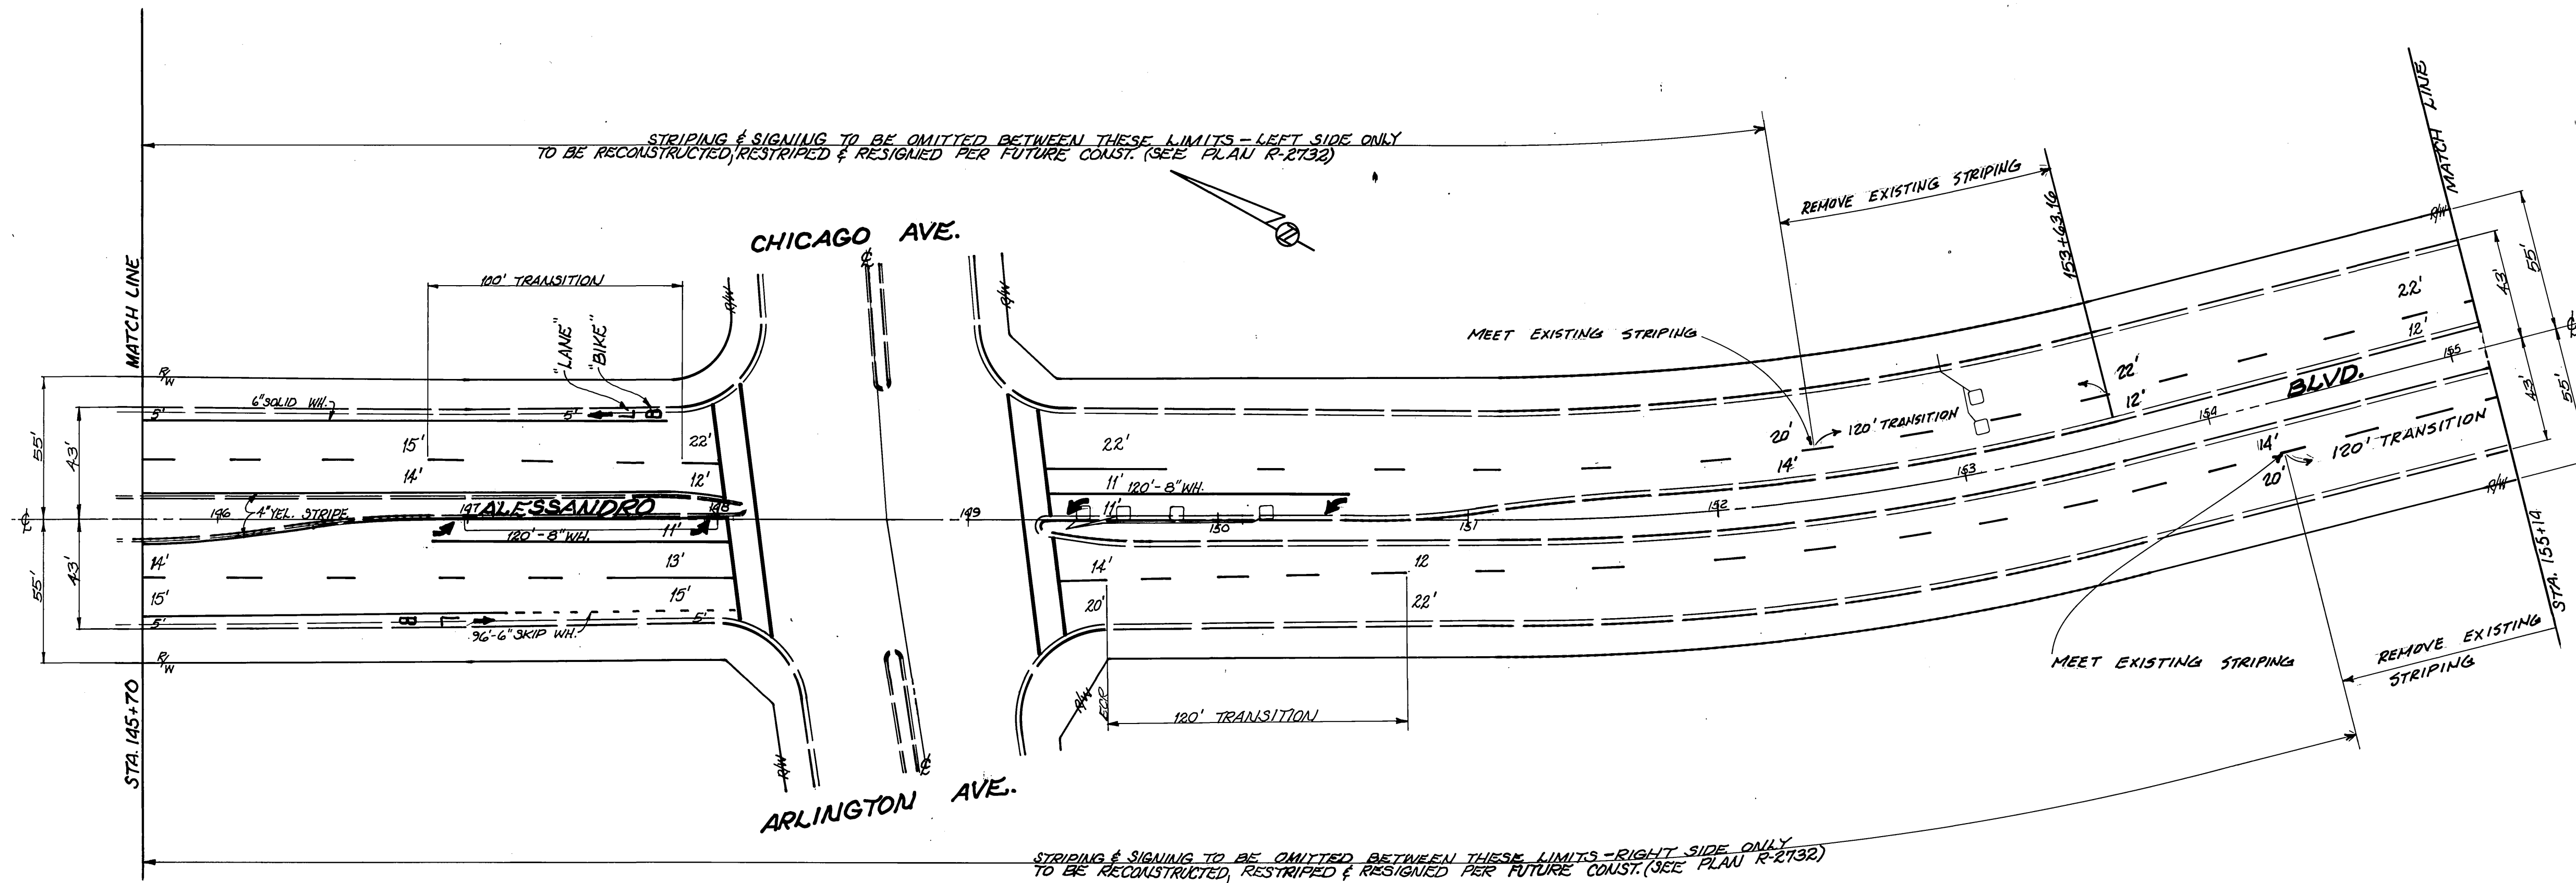 STRIPING & SIGNING TO BE OMITTED BETWEEN THESE LIMITS - LEFT SIDE ONLY
TO BE RECONSTRUCTED, RESTRIPED & RESIGNED PER FUTURE CONST. (SEE PLAN R-2732)
MATCH LINE
REMOVE EXISTING STRIPING
153+63.16
CHICAGO AVE.
℄
100' TRANSITION
"LANE"
"BIKE"
R/W
R/W
R/W
R/W
MATCH LINE
MEET EXISTING STRIPING
55'
43'
55'
43'
22'
12'
22'
12'
155
BLVD.
154
153
152
151
150
149
148
147
146
6" SOLID WH.
5'
5'
B
L
15'
14'
22'
12'
22'
11'
120'-8" WH.
11'
20'
14'
120' TRANSITION
14'
20'
120' TRANSITION
55'
43'
55'
43'
℄
℄
4" YEL. STRIPE
ALESSANDRO
120'-8" WH.
11'
14'
13'
15'
15'
5'
5'
B
L
96'-6" SKIP WH.
14'
12
20'
22'
R/W
R/W
R/W
R/W
ECR
120' TRANSITION
℄
STA. 145+70
STA. 155+14
MEET EXISTING STRIPING
REMOVE EXISTING
STRIPING
ARLINGTON AVE.
STRIPING & SIGNING TO BE OMITTED BETWEEN THESE LIMITS - RIGHT SIDE ONLY
TO BE RECONSTRUCTED, RESTRIPED & RESIGNED PER FUTURE CONST. (SEE PLAN R-2732)